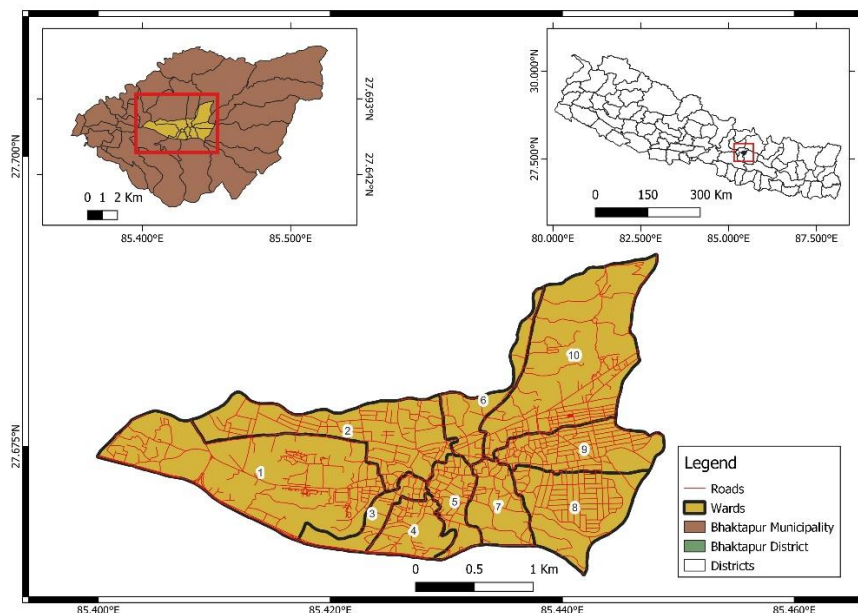 27.693°N
27.642°N
27.700°N
0 1 2 Km
85.400°E 85.500°E
30.000°N
27.500°N
0 150 300 Km
80.000°E 82.500°E 85.000°E 87.500°E
27.675°N
1
2
3
4
5
6
7
8
9
10
Legend
Roads
Wards
Bhaktapur Municipality
Bhaktapur District
Districts
0 0.5 1 Km
85.400°E 85.420°E 85.440°E 85.460°E